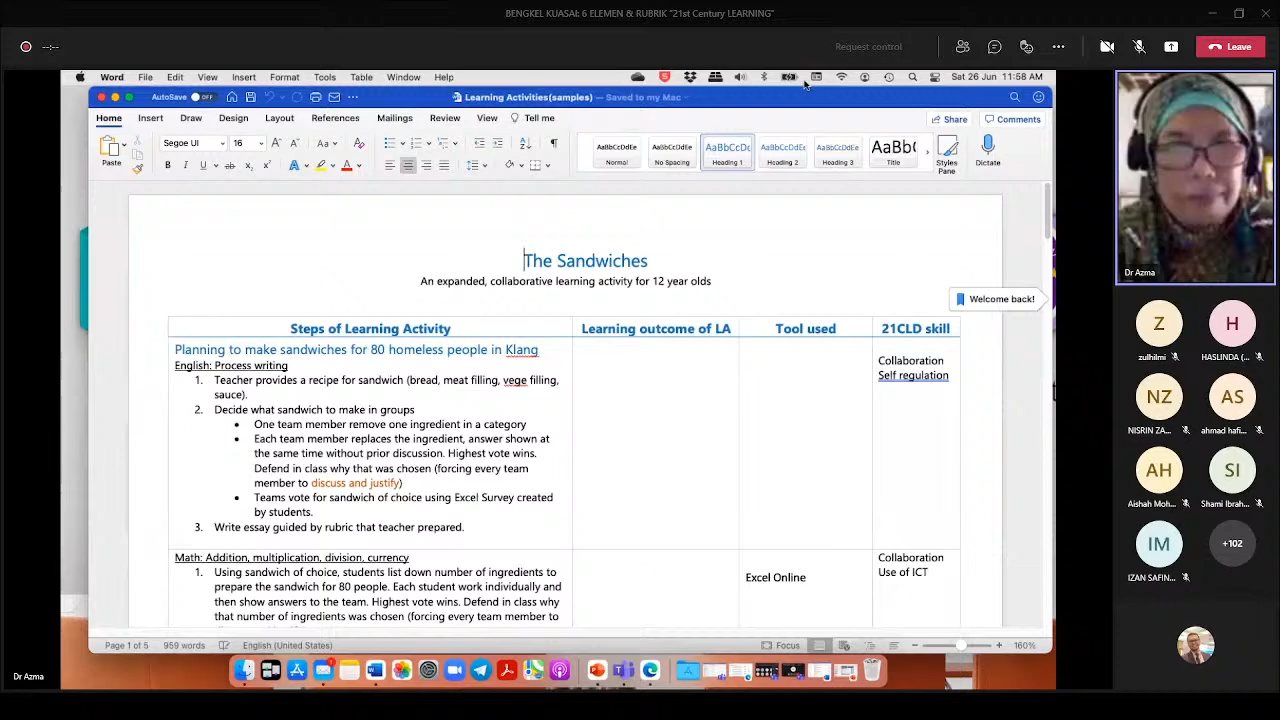 BENGKEL KUASAI: 6 ELEMEN & RUBRIK "21st Century LEARNING"
--:--
Request control
Leave
Word File Edit View Insert Format Tools Table Window Help
Sat 26 Jun 11:58 AM
AutoSave OFF
Learning Activities(samples) — Saved to my Mac
Home Insert Draw Design Layout References Mailings Review View Tell me
Share Comments
Paste
Segoe UI 16
AaBbCcDdEe AaBbCcDdEe AaBbCcDc AaBbCcDdEe AaBbCcDdEe AaBb(
Normal No Spacing Heading 1 Heading 2 Heading 3 Title
Styles Pane
Dictate
The Sandwiches
An expanded, collaborative learning activity for 12 year olds
Welcome back!
Steps of Learning Activity Learning outcome of LA Tool used 21CLD skill
Planning to make sandwiches for 80 homeless people in Klang
English: Process writing
1. Teacher provides a recipe for sandwich (bread, meat filling, vege filling,
sauce).
2. Decide what sandwich to make in groups
• One team member remove one ingredient in a category
• Each team member replaces the ingredient, answer shown at
the same time without prior discussion. Highest vote wins.
Defend in class why that was chosen (forcing every team
member to discuss and justify)
• Teams vote for sandwich of choice using Excel Survey created
by students.
3. Write essay guided by rubric that teacher prepared.
Collaboration
Self regulation
Math: Addition, multiplication, division, currency
1. Using sandwich of choice, students list down number of ingredients to
prepare the sandwich for 80 people. Each student work individually and
then show answers to the team. Highest vote wins. Defend in class why
that number of ingredients was chosen (forcing every team member to
Excel Online
Collaboration
Use of ICT
Page 1 of 5 959 words English (United States) Focus 160%
Dr Azma
Dr Azma
Z
zulhilmi
H
HASLINDA (...
NZ
NISRIN ZA...
AS
ahmad hafi...
AH
Aishah Moh...
SI
Shami Ibrah...
IM
IZAN SAFIN...
+102